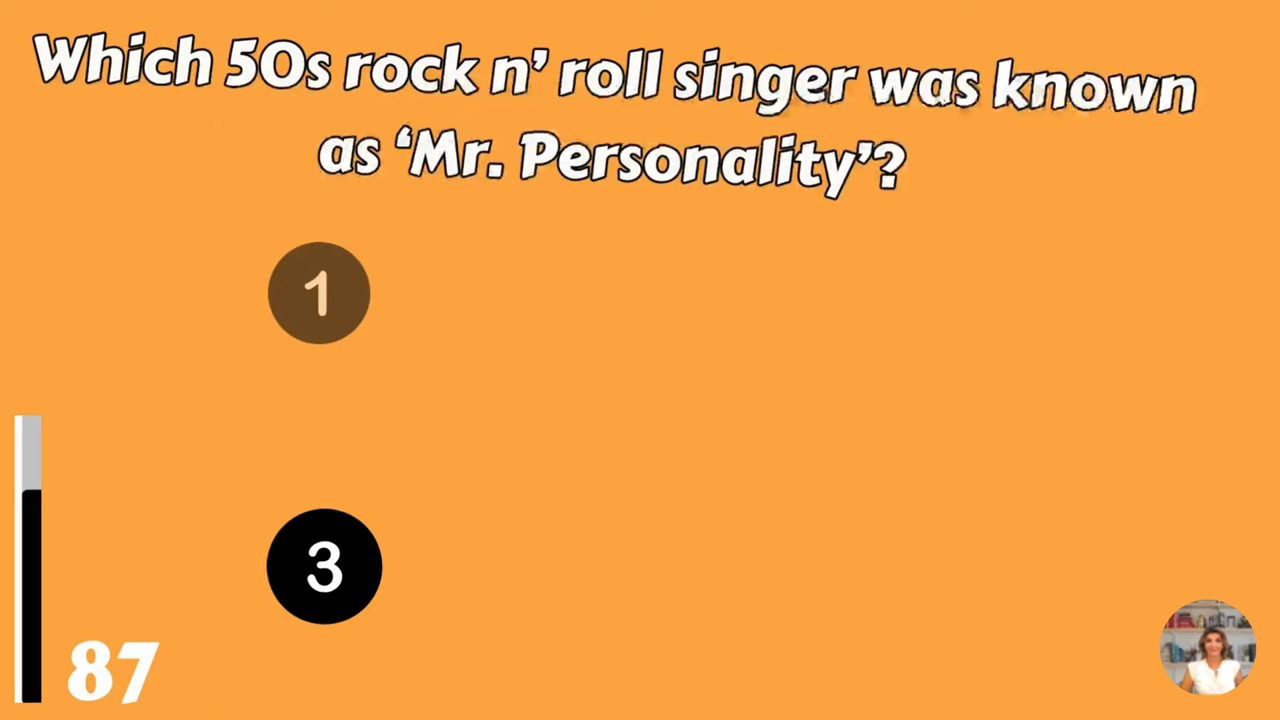 Which 50s rock n’ roll singer was known
as ‘Mr. Personality’?
1
3
87